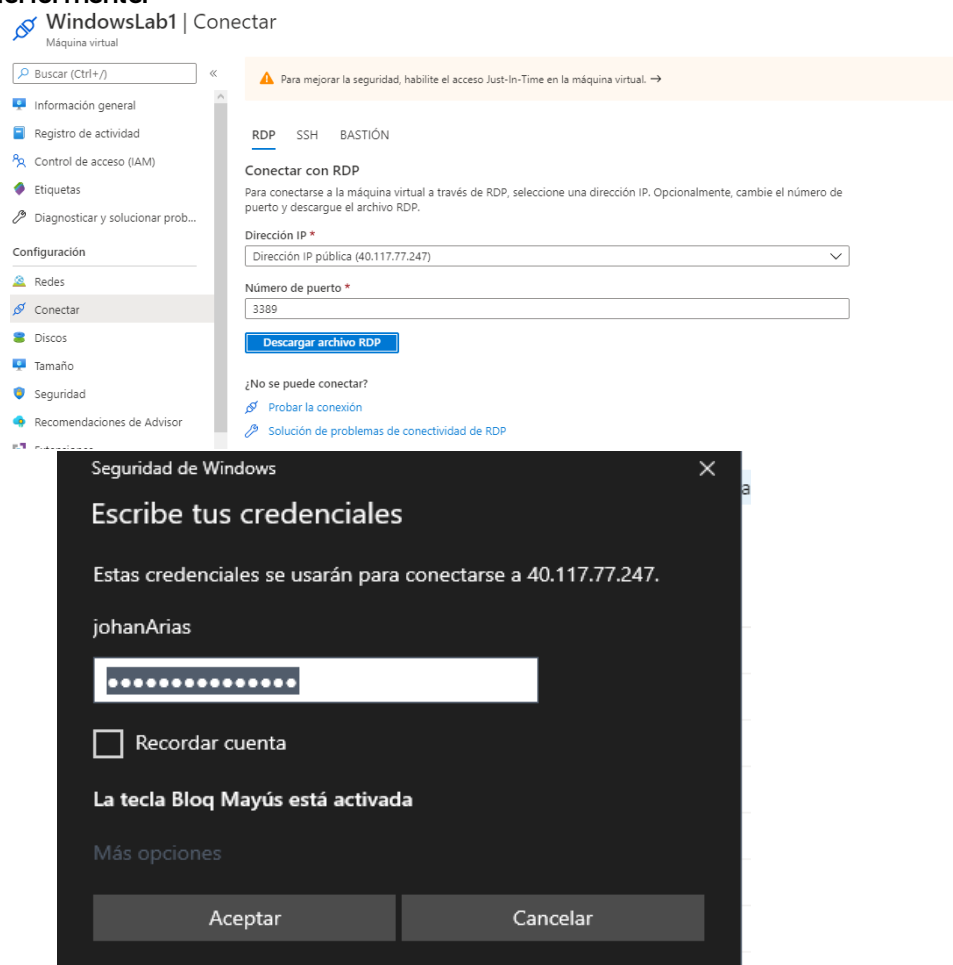 WindowsLab1 | Conectar
Máquina virtual
Buscar (Ctrl+/)
«
Para mejorar la seguridad, habilite el acceso Just-In-Time en la máquina virtual. →
Información general
Registro de actividad
Control de acceso (IAM)
Etiquetas
Diagnosticar y solucionar prob...
Configuración
Redes
Conectar
Discos
Tamaño
Seguridad
Recomendaciones de Advisor
RDP SSH BASTIÓN
Conectar con RDP
Para conectarse a la máquina virtual a través de RDP, seleccione una dirección IP. Opcionalmente, cambie el número de
puerto y descargue el archivo RDP.
Dirección IP *
Dirección IP pública (40.117.77.247)
Número de puerto *
3389
Descargar archivo RDP
¿No se puede conectar?
Probar la conexión
Solución de problemas de conectividad de RDP
Seguridad de Windows
Escribe tus credenciales
Estas credenciales se usarán para conectarse a 40.117.77.247.
johanArias
Recordar cuenta
La tecla Bloq Mayús está activada
Más opciones
Aceptar
Cancelar
a